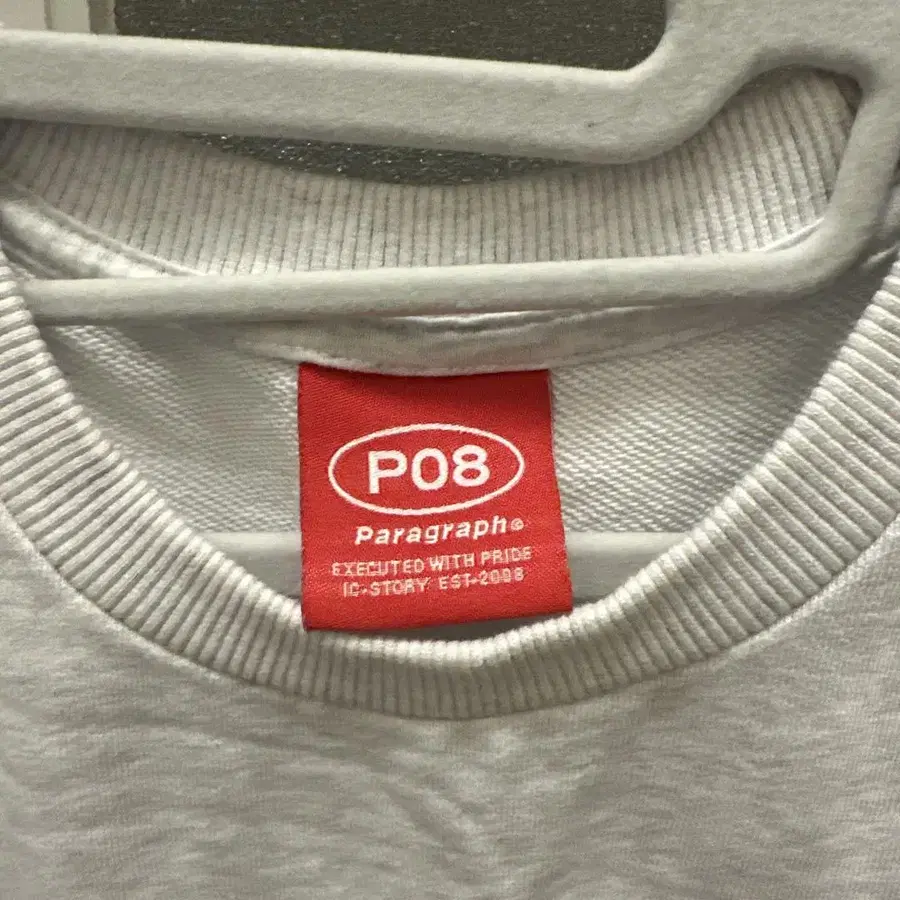 P08
Paragraph©
EXECUTED WITH PRIDE
IC-STORY EST-2008